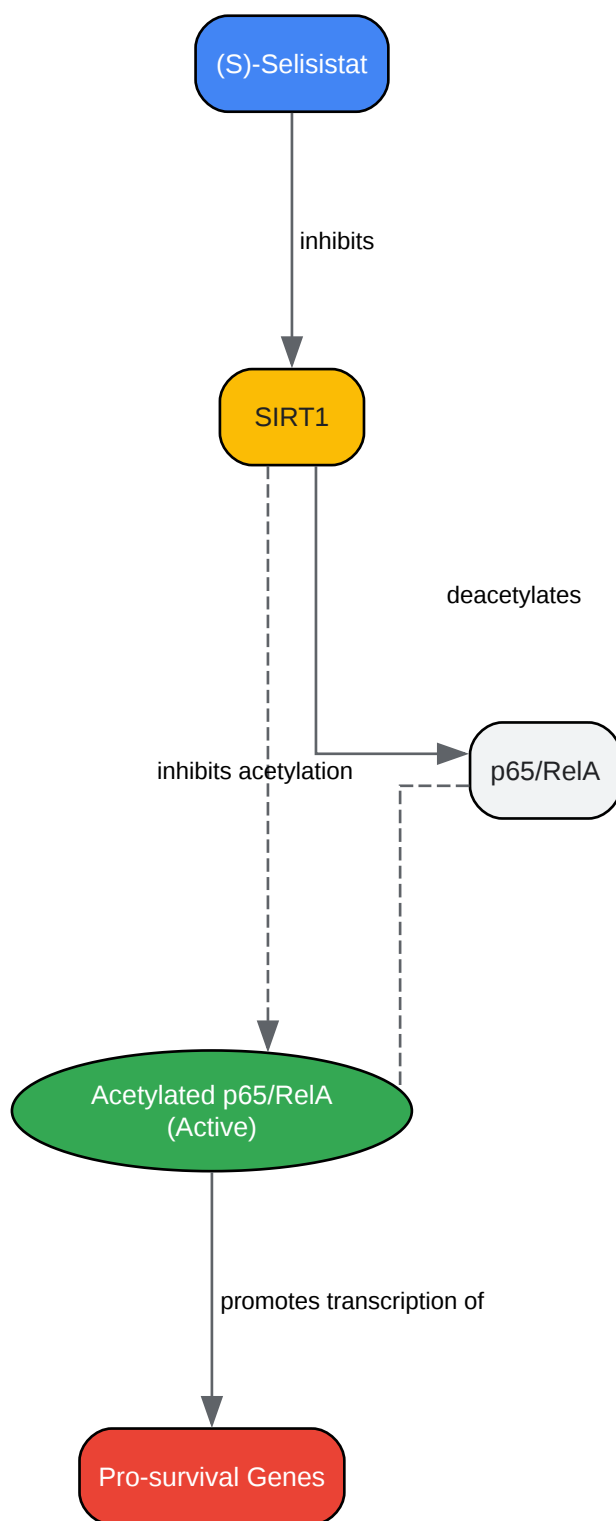 (S)-Selisistat
inhibits
SIRT1
deacetylates
p65/RelA
inhibits acetylation
Acetylated p65/RelA
(Active)
promotes transcription of
Pro-survival Genes